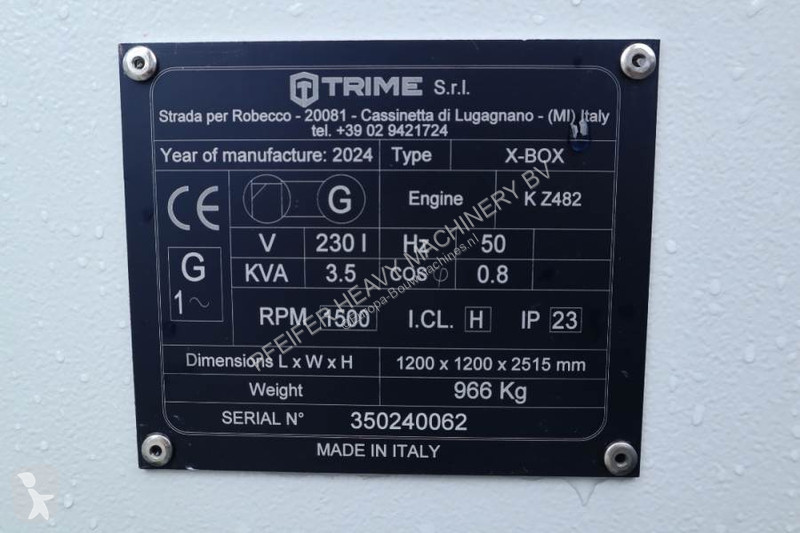 TRIME S.r.l.
Strada per Robecco - 20081 - Cassinetta di Lugagnano - (MI) Italy
tel. +39 02 9421724
Year of manufacture: 2024 Type X-BOX
CE G Engine K Z482
V 230 I Hz 50
G KVA 3.5 cos 0.8
1~
RPM 1500 I.CL. H IP 23
Dimensions L x W x H 1200 x 1200 x 2515 mm
Weight 966 Kg
SERIAL N° 350240062
MADE IN ITALY
PFEIFER HEAVY MACHINERY BV